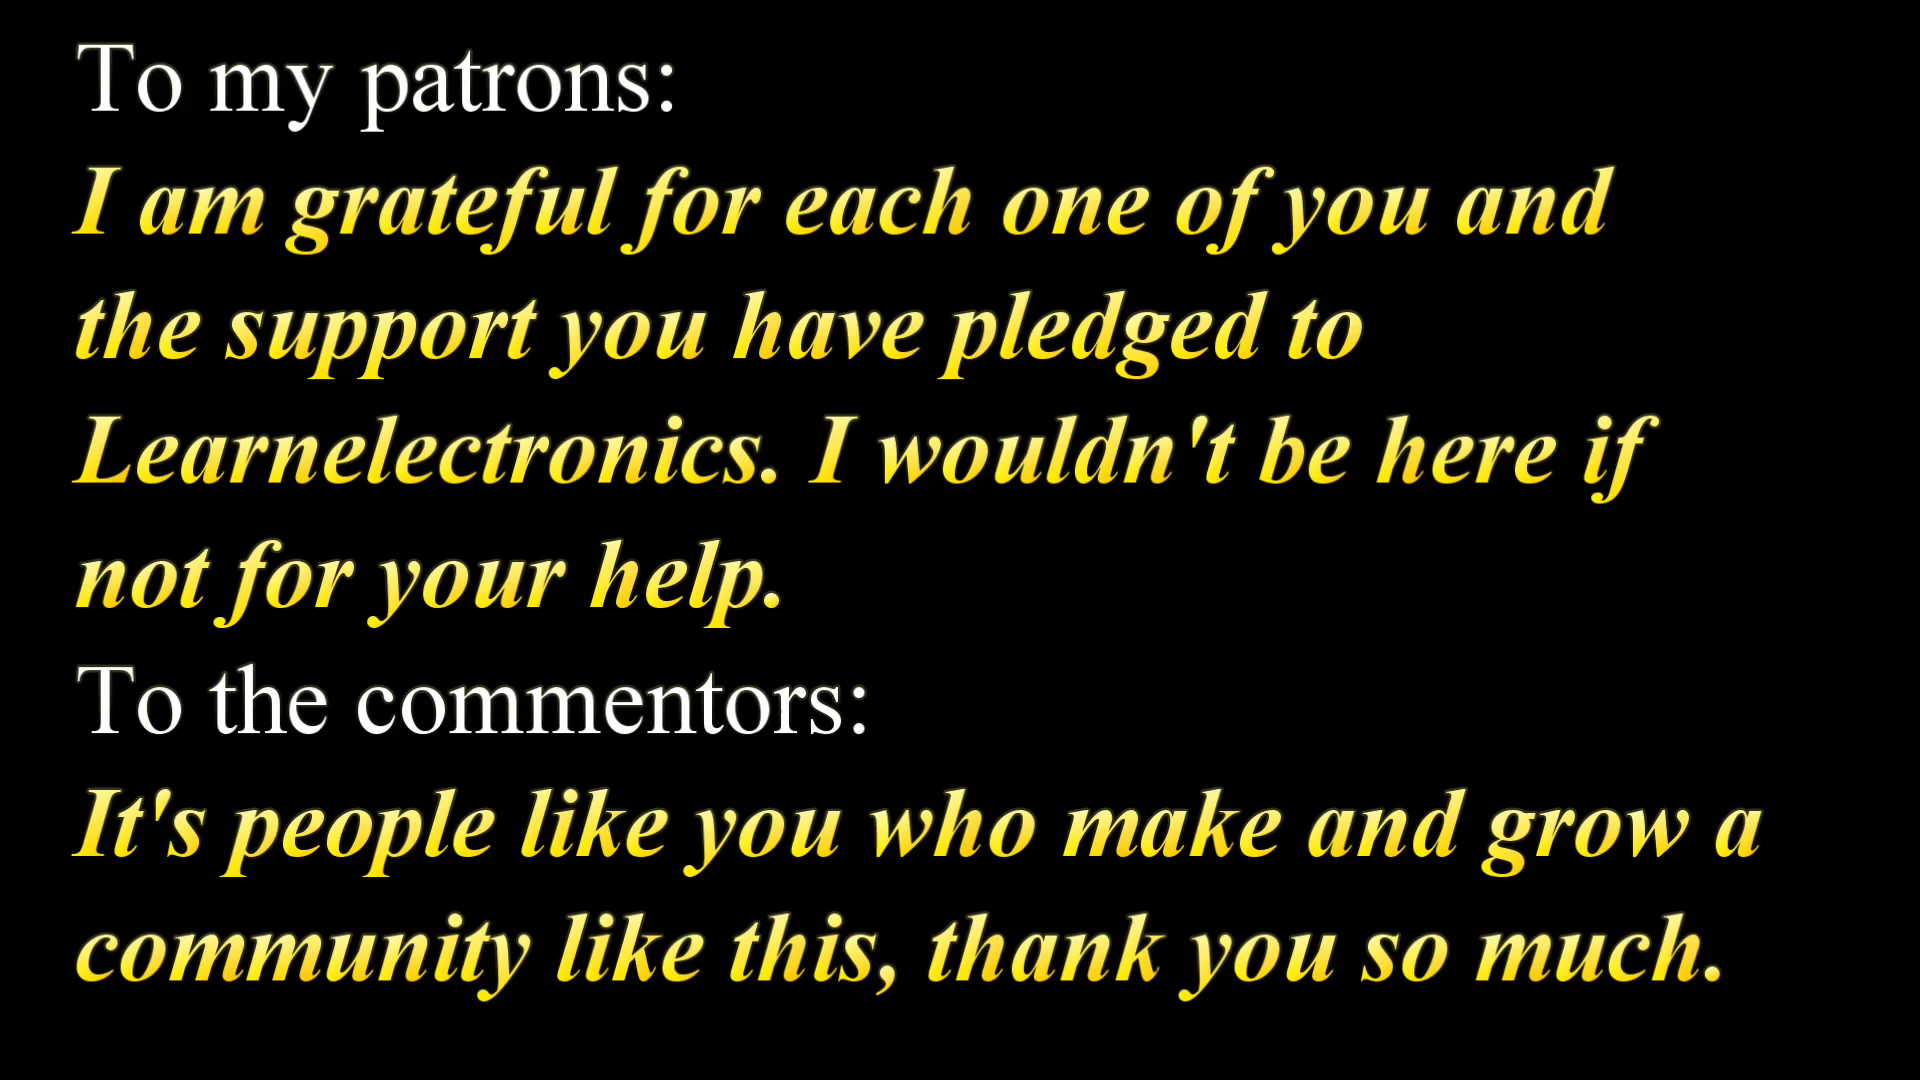 To my patrons:
I am grateful for each one of you and
the support you have pledged to
Learnelectronics. I wouldn't be here if
not for your help.
To the commentors:
It's people like you who make and grow a
community like this, thank you so much.